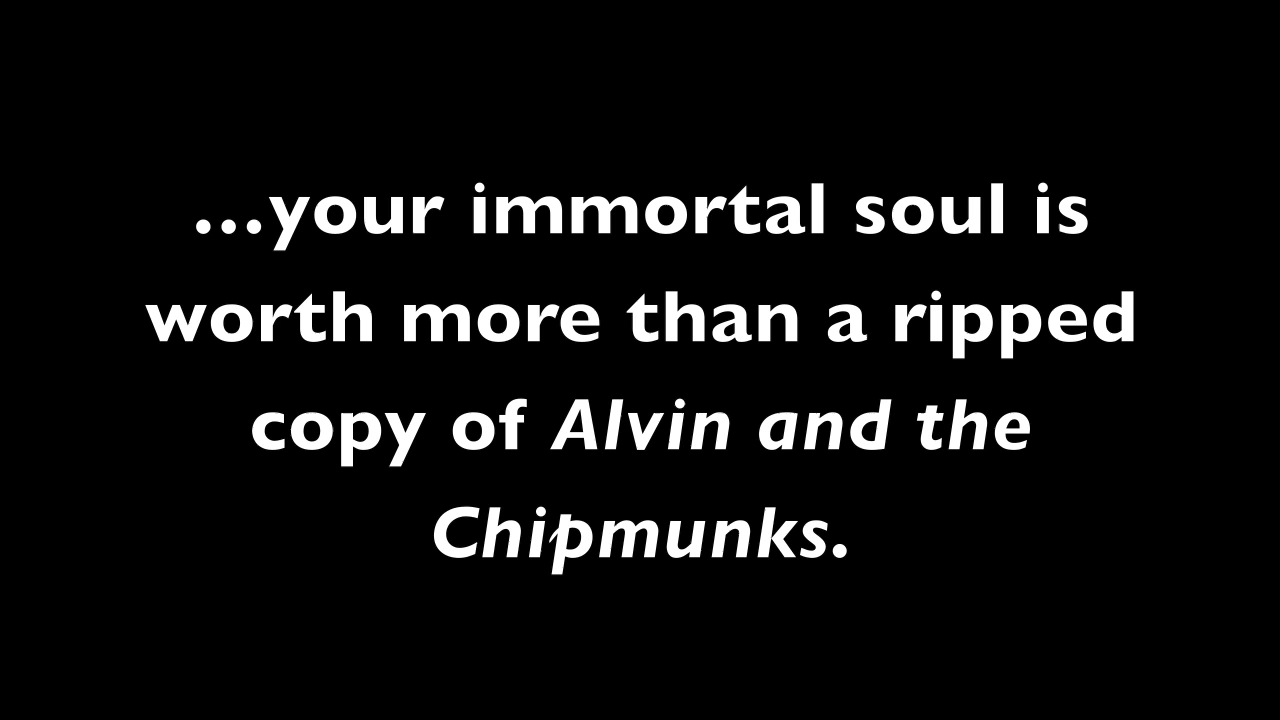 ...your immortal soul is
worth more than a ripped
copy of Alvin and the
Chipmunks.